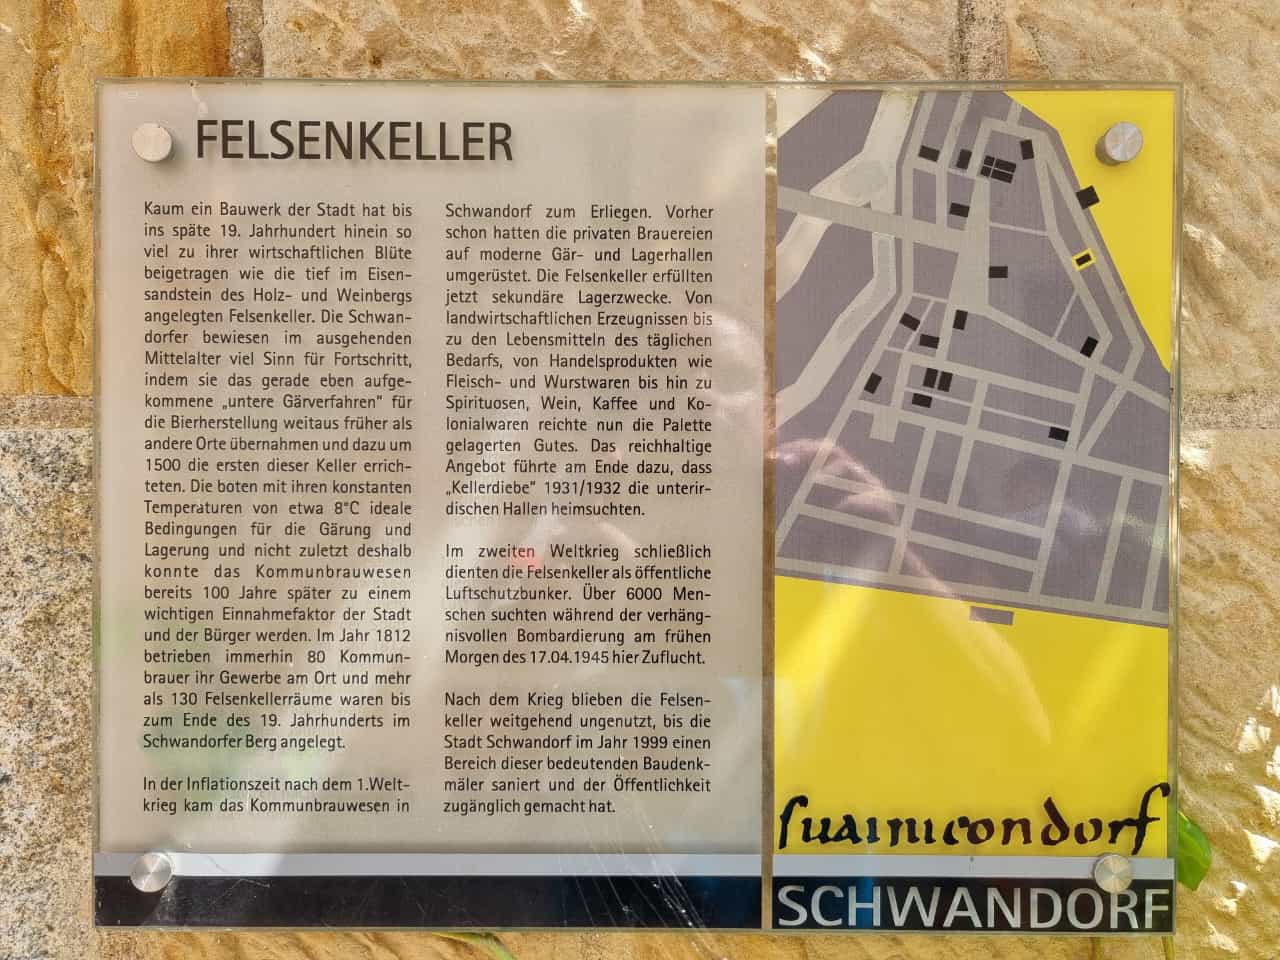 FELSENKELLER
Kaum ein Bauwerk der Stadt hat bis
ins späte 19. Jahrhundert hinein so
viel zu ihrer wirtschaftlichen Blüte
beigetragen wie die tief im Eisen-
sandstein des Holz- und Weinbergs
angelegten Felsenkeller. Die Schwan-
dorfer bewiesen im ausgehenden
Mittelalter viel Sinn für Fortschritt,
indem sie das gerade eben aufge-
kommene „untere Gärverfahren" für
die Bierherstellung weitaus früher als
andere Orte übernahmen und dazu um
1500 die ersten dieser Keller errich-
teten. Die boten mit ihren konstanten
Temperaturen von etwa 8°C ideale
Bedingungen für die Gärung und
Lagerung und nicht zuletzt deshalb
konnte das Kommunbrauwesen
bereits 100 Jahre später zu einem
wichtigen Einnahmefaktor der Stadt
und der Bürger werden. Im Jahr 1812
betrieben immerhin 80 Kommun-
brauer ihr Gewerbe am Ort und mehr
als 130 Felsenkellerräume waren bis
zum Ende des 19. Jahrhunderts im
Schwandorfer Berg angelegt.
In der Inflationszeit nach dem 1.Welt-
krieg kam das Kommunbrauwesen in
Schwandorf zum Erliegen. Vorher
schon hatten die privaten Brauereien
auf moderne Gär- und Lagerhallen
umgerüstet. Die Felsenkeller erfüllten
jetzt sekundäre Lagerzwecke. Von
landwirtschaftlichen Erzeugnissen bis
zu den Lebensmitteln des täglichen
Bedarfs, von Handelsprodukten wie
Fleisch- und Wurstwaren bis hin zu
Spirituosen, Wein, Kaffee und Ko-
lonialwaren reichte nun die Palette
gelagerten Gutes. Das reichhaltige
Angebot führte am Ende dazu, dass
„Kellerdiebe" 1931/1932 die unterir-
dischen Hallen heimsuchten.
Im zweiten Weltkrieg schließlich
dienten die Felsenkeller als öffentliche
Luftschutzbunker. Über 6000 Men-
schen suchten während der verhäng-
nisvollen Bombardierung am frühen
Morgen des 17.04.1945 hier Zuflucht.
Nach dem Krieg blieben die Felsen-
keller weitgehend ungenutzt, bis die
Stadt Schwandorf im Jahr 1999 einen
Bereich dieser bedeutenden Baudenk-
mäler saniert und der Öffentlichkeit
zugänglich gemacht hat.
suainicondorf
SCHWANDORF